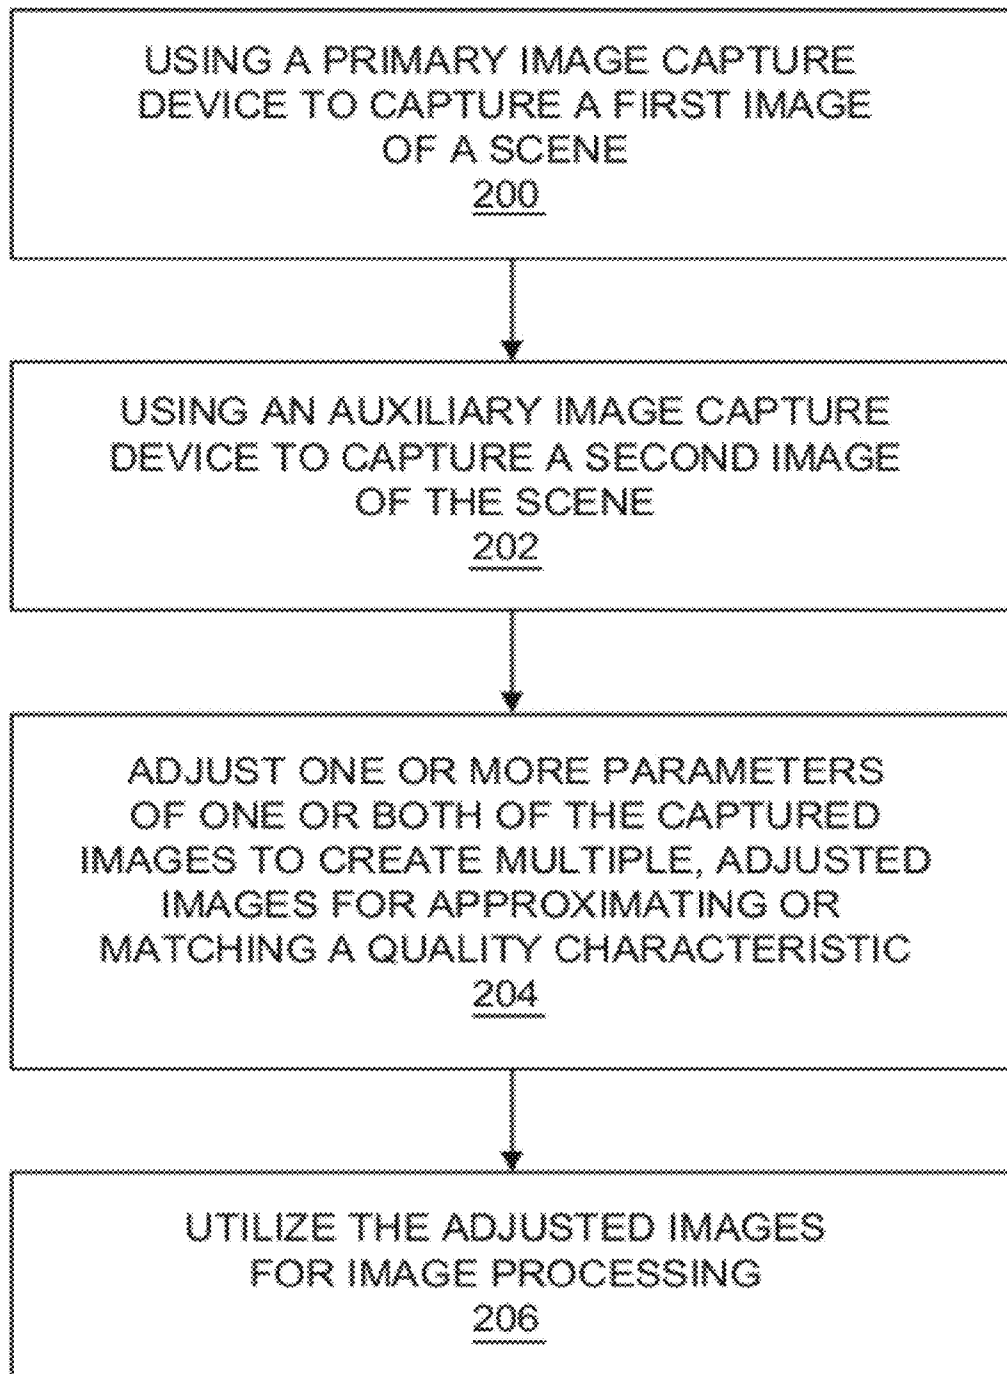 USING A PRIMARY IMAGE CAPTURE
DEVICE TO CAPTURE A FIRST IMAGE
OF A SCENE
200
USING AN AUXILIARY IMAGE CAPTURE
DEVICE TO CAPTURE A SECOND IMAGE
OF THE SCENE
202
ADJUST ONE OR MORE PARAMETERS
OF ONE OR BOTH OF THE CAPTURED
IMAGES TO CREATE MULTIPLE, ADJUSTED
IMAGES FOR APPROXIMATING OR
MATCHING A QUALITY CHARACTERISTIC
204
UTILIZE THE ADJUSTED IMAGES
FOR IMAGE PROCESSING
206